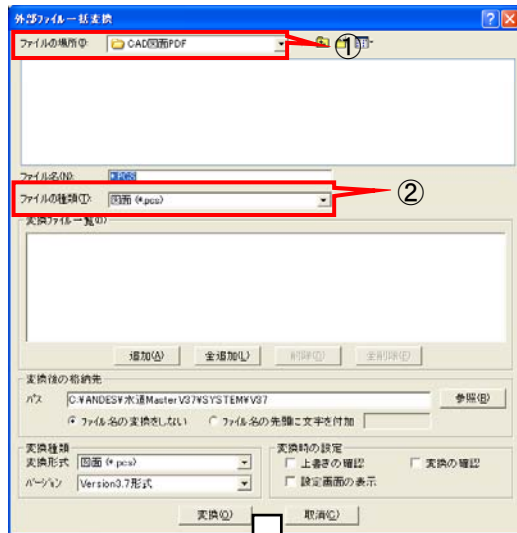 外部ファイル一括変換
ファイルの場所(I): CAD図面PDF ①
ファイル名(N): *.pcs
ファイルの種類(T): 図面 (*.pcs) ②
変換ファイル一覧(I)
追加(A) 全追加(L) 削除(D) 全削除(E)
変換後の格納先
パス C:¥ANDES¥水道MasterV37¥SYSTEM¥V37 参照(B)
ファイル名の変換をしない ファイル名の先頭に文字を付加
変換種類 変換時の設定
変換形式 図面 (*.pcs) 上書きの確認 変換の確認
バージョン Version3.7形式 設定画面の表示
変換(O) 取消(C)